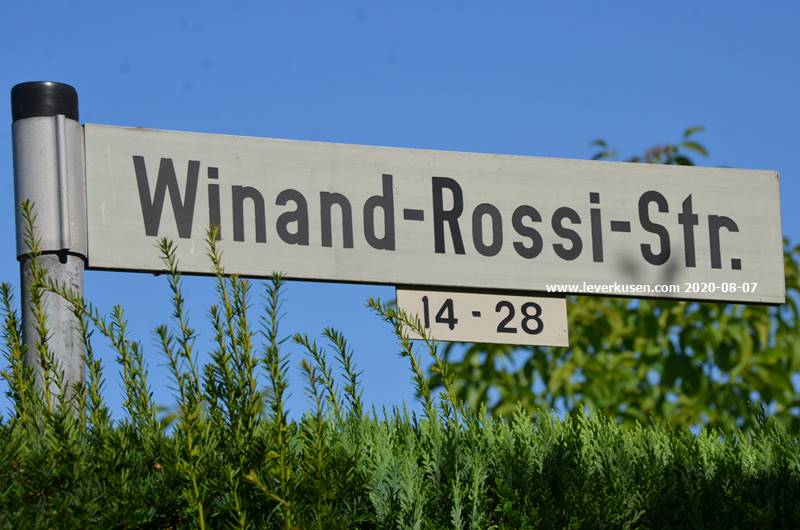 Winand-Rossi-Str.
www.leverkusen.com 2020-08-07
14 - 28